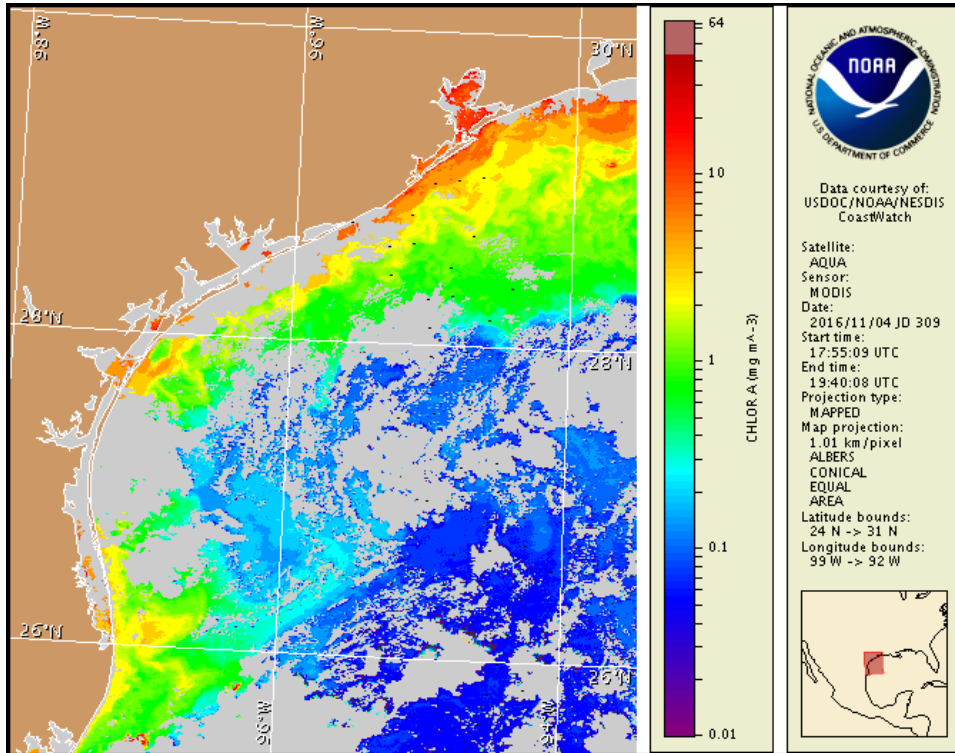 98°W
96°W
30°N
28°N
28°N
26°N
26°N
96°W
94°W
64
10
1
0.1
0.01
CHLOR A (mg m^-3)
NATIONAL OCEANIC AND ATMOSPHERIC ADMINISTRATION
NOAA
U.S. DEPARTMENT OF COMMERCE
Data courtesy of:
USDOC/NOAA/NESDIS
CoastWatch
Satellite:
AQUA
Sensor:
MODIS
Date:
2016/11/04 JD 309
Start time:
17:55:09 UTC
End time:
19:40:08 UTC
Projection type:
MAPPED
Map projection:
1.01 km/pixel
ALBERS
CONICAL
EQUAL
AREA
Latitude bounds:
24 N -> 31 N
Longitude bounds:
99 W -> 92 W